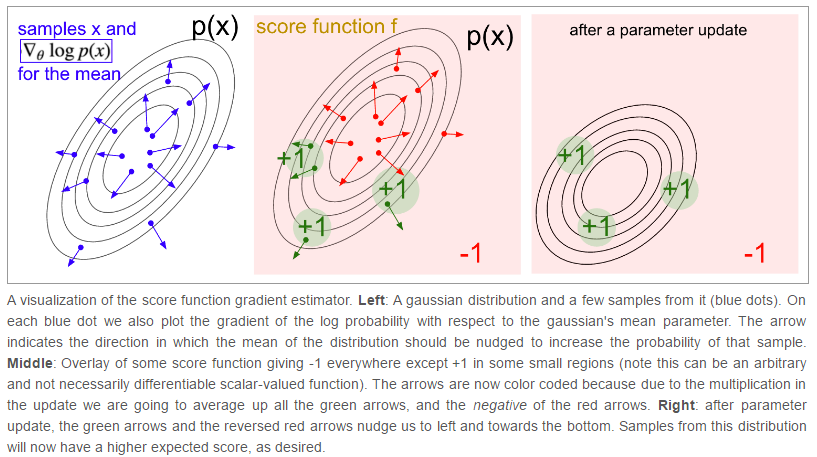 samples x and
∇θ log p(x)
for the mean
p(x)
score function f
p(x)
+1
+1
+1
-1
after a parameter update
+1
+1
+1
-1
A visualization of the score function gradient estimator. Left: A gaussian distribution and a few samples from it (blue dots). On
each blue dot we also plot the gradient of the log probability with respect to the gaussian's mean parameter. The arrow
indicates the direction in which the mean of the distribution should be nudged to increase the probability of that sample.
Middle: Overlay of some score function giving -1 everywhere except +1 in some small regions (note this can be an arbitrary
and not necessarily differentiable scalar-valued function). The arrows are now color coded because due to the multiplication in
the update we are going to average up all the green arrows, and the negative of the red arrows. Right: after parameter
update, the green arrows and the reversed red arrows nudge us to left and towards the bottom. Samples from this distribution
will now have a higher expected score, as desired.